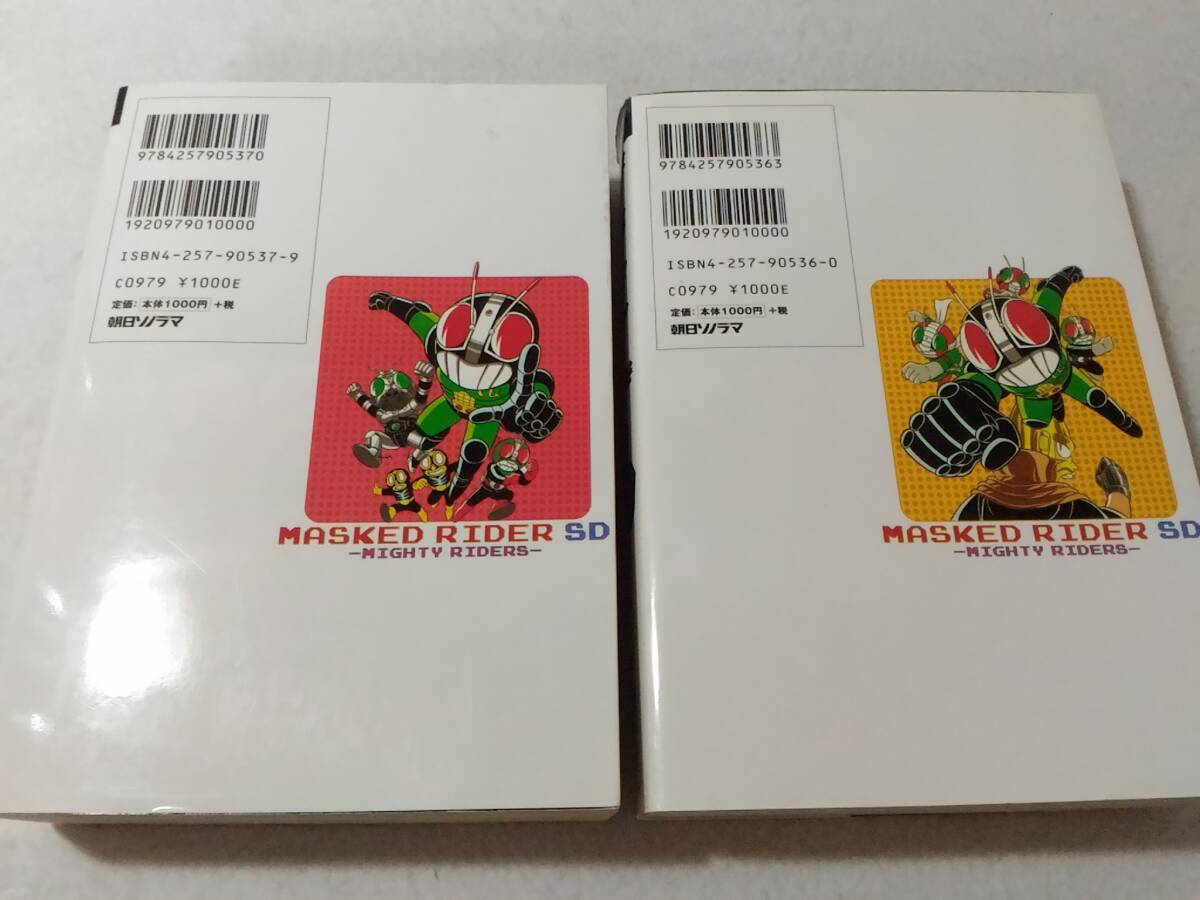 9784257905370
1920979010000
ISBN4-257-90537-9
C0979 ¥1000E
定価：本体1000円 +税
朝日ソノラマ
MASKED RIDER SD
-MIGHTY RIDERS-
9784257905363
1920979010000
ISBN4-257-90536-0
C0979 ¥1000E
定価：本体1000円 +税
朝日ソノラマ
MASKED RIDER SD
-MIGHTY RIDERS-